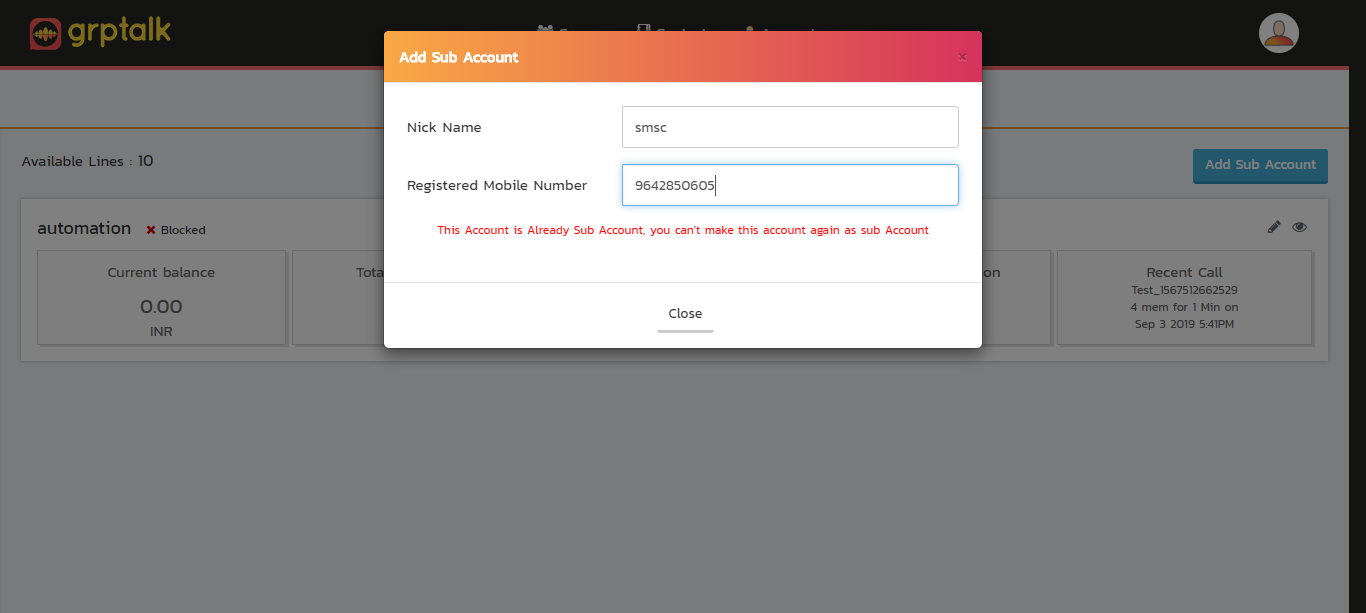 grptalk
Add Sub Account
×
Nick Name
smsc
Available Lines : 10
Add Sub Account
Registered Mobile Number
9642850605
automation
Blocked
This Account is Already Sub Account, you can't make this account again as sub Account
Current balance
0.00
INR
Tota
on
Recent Call
Test_1567512662529
4 mem for 1 Min on
Sep 3 2019 5:41PM
Close